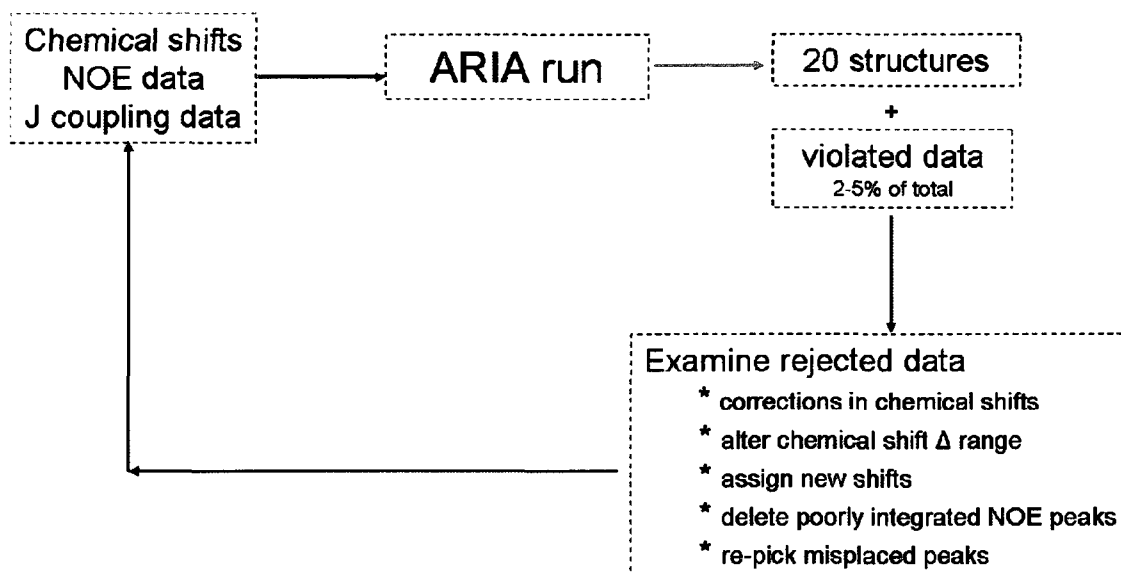 Chemical shifts
NOE data
J coupling data
ARIA run
20 structures
+
violated data
2-5% of total
Examine rejected data
* corrections in chemical shifts
* alter chemical shift Δ range
* assign new shifts
* delete poorly integrated NOE peaks
* re-pick misplaced peaks